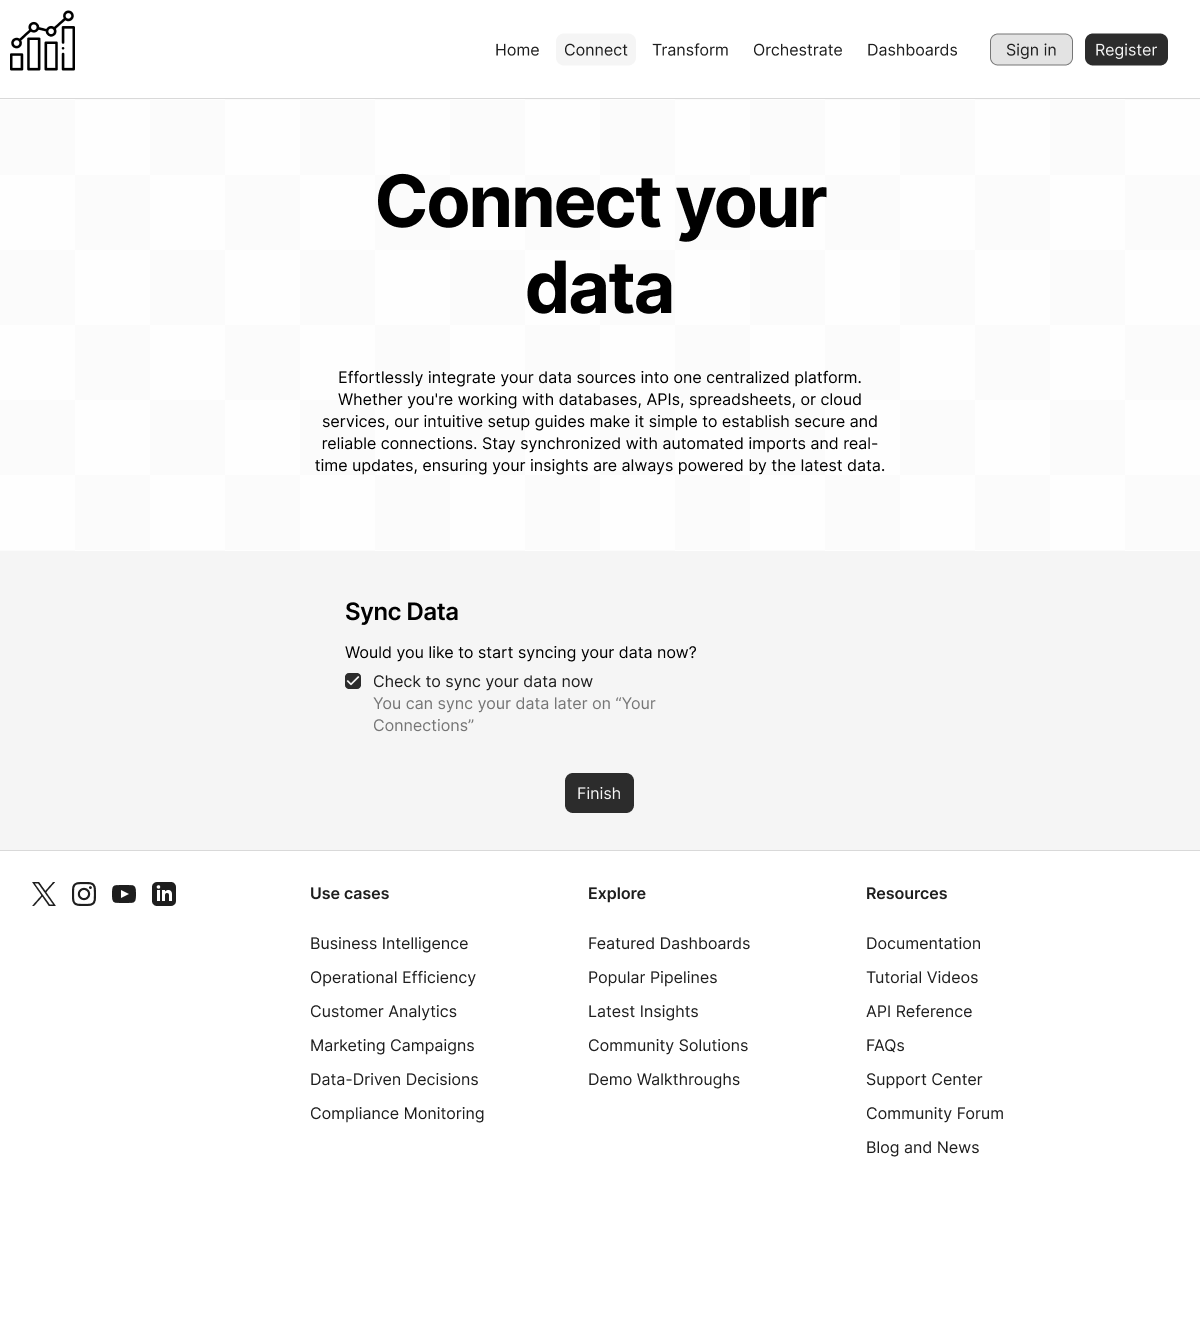 Home
Connect
Transform
Orchestrate
Dashboards
Sign in
Register
Connect your
data
Effortlessly integrate your data sources into one centralized platform.
Whether you're working with databases, APIs, spreadsheets, or cloud
services, our intuitive setup guides make it simple to establish secure and
reliable connections. Stay synchronized with automated imports and real-
time updates, ensuring your insights are always powered by the latest data.
Sync Data
Would you like to start syncing your data now?
Check to sync your data now
You can sync your data later on “Your
Connections”
Finish
Use cases
Business Intelligence
Operational Efficiency
Customer Analytics
Marketing Campaigns
Data-Driven Decisions
Compliance Monitoring
Explore
Featured Dashboards
Popular Pipelines
Latest Insights
Community Solutions
Demo Walkthroughs
Resources
Documentation
Tutorial Videos
API Reference
FAQs
Support Center
Community Forum
Blog and News